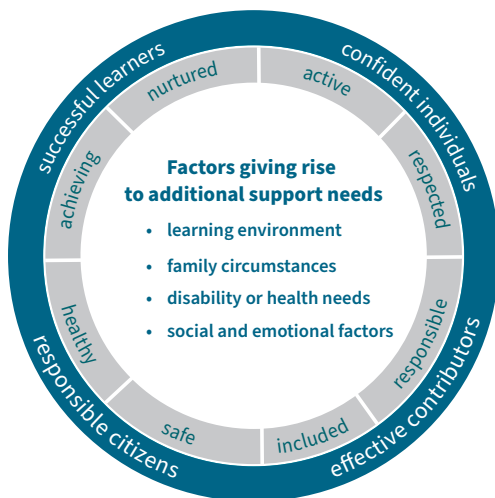 successful learners
confident individuals
nurtured
active
achieving
respected
Factors giving rise
to additional support needs
• learning environment
• family circumstances
• disability or health needs
• social and emotional factors
healthy
responsible
safe
included
responsible citizens
effective contributors